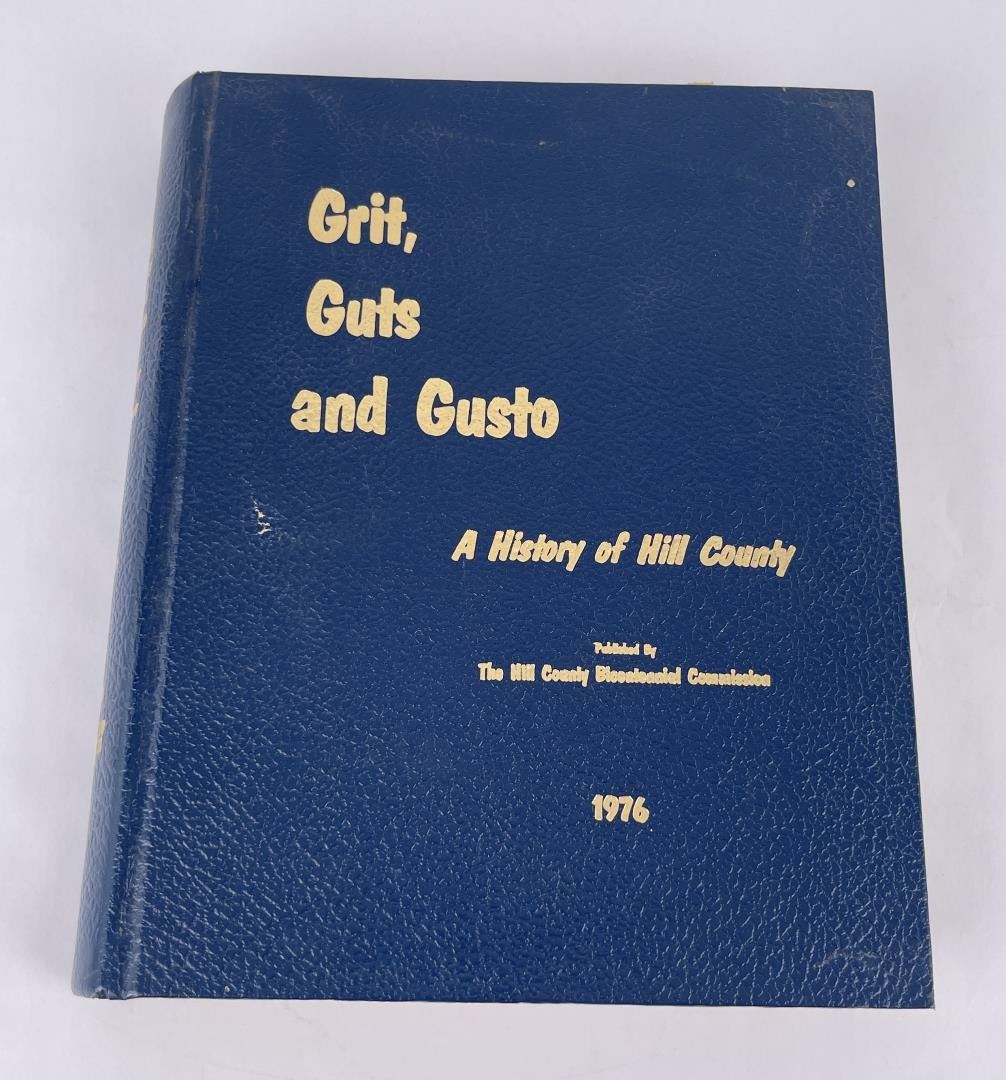 Grit,
Guts
and Gusto
A History of Hill County
Published By
The Hill County Bicentennial Commission
1976